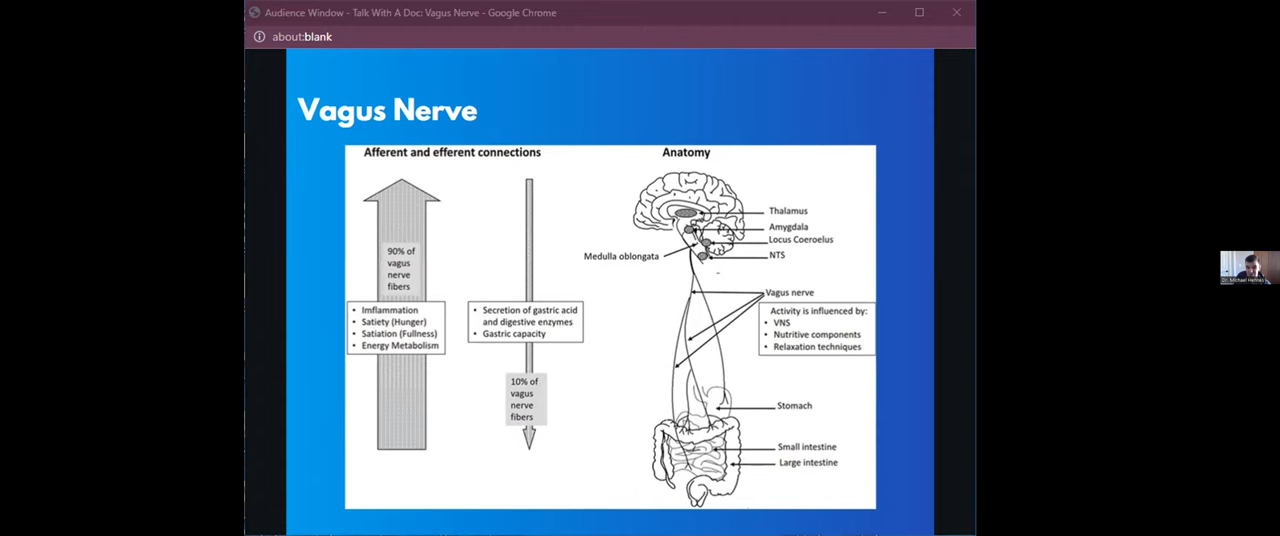 Audience Window - Talk With A Doc: Vagus Nerve - Google Chrome
about:blank
Vagus Nerve
Afferent and efferent connections
90% of
vagus
nerve
fibers
• Imflammation
• Satiety (Hunger)
• Satiation (Fullness)
• Energy Metabolism
• Secretion of gastric acid
and digestive enzymes
• Gastric capacity
10% of
vagus
nerve
fibers
Anatomy
Thalamus
Amygdala
Locus Coeroelus
NTS
Medulla oblongata
Vagus nerve
Activity is influenced by:
• VNS
• Nutritive components
• Relaxation techniques
Stomach
Small intestine
Large intestine